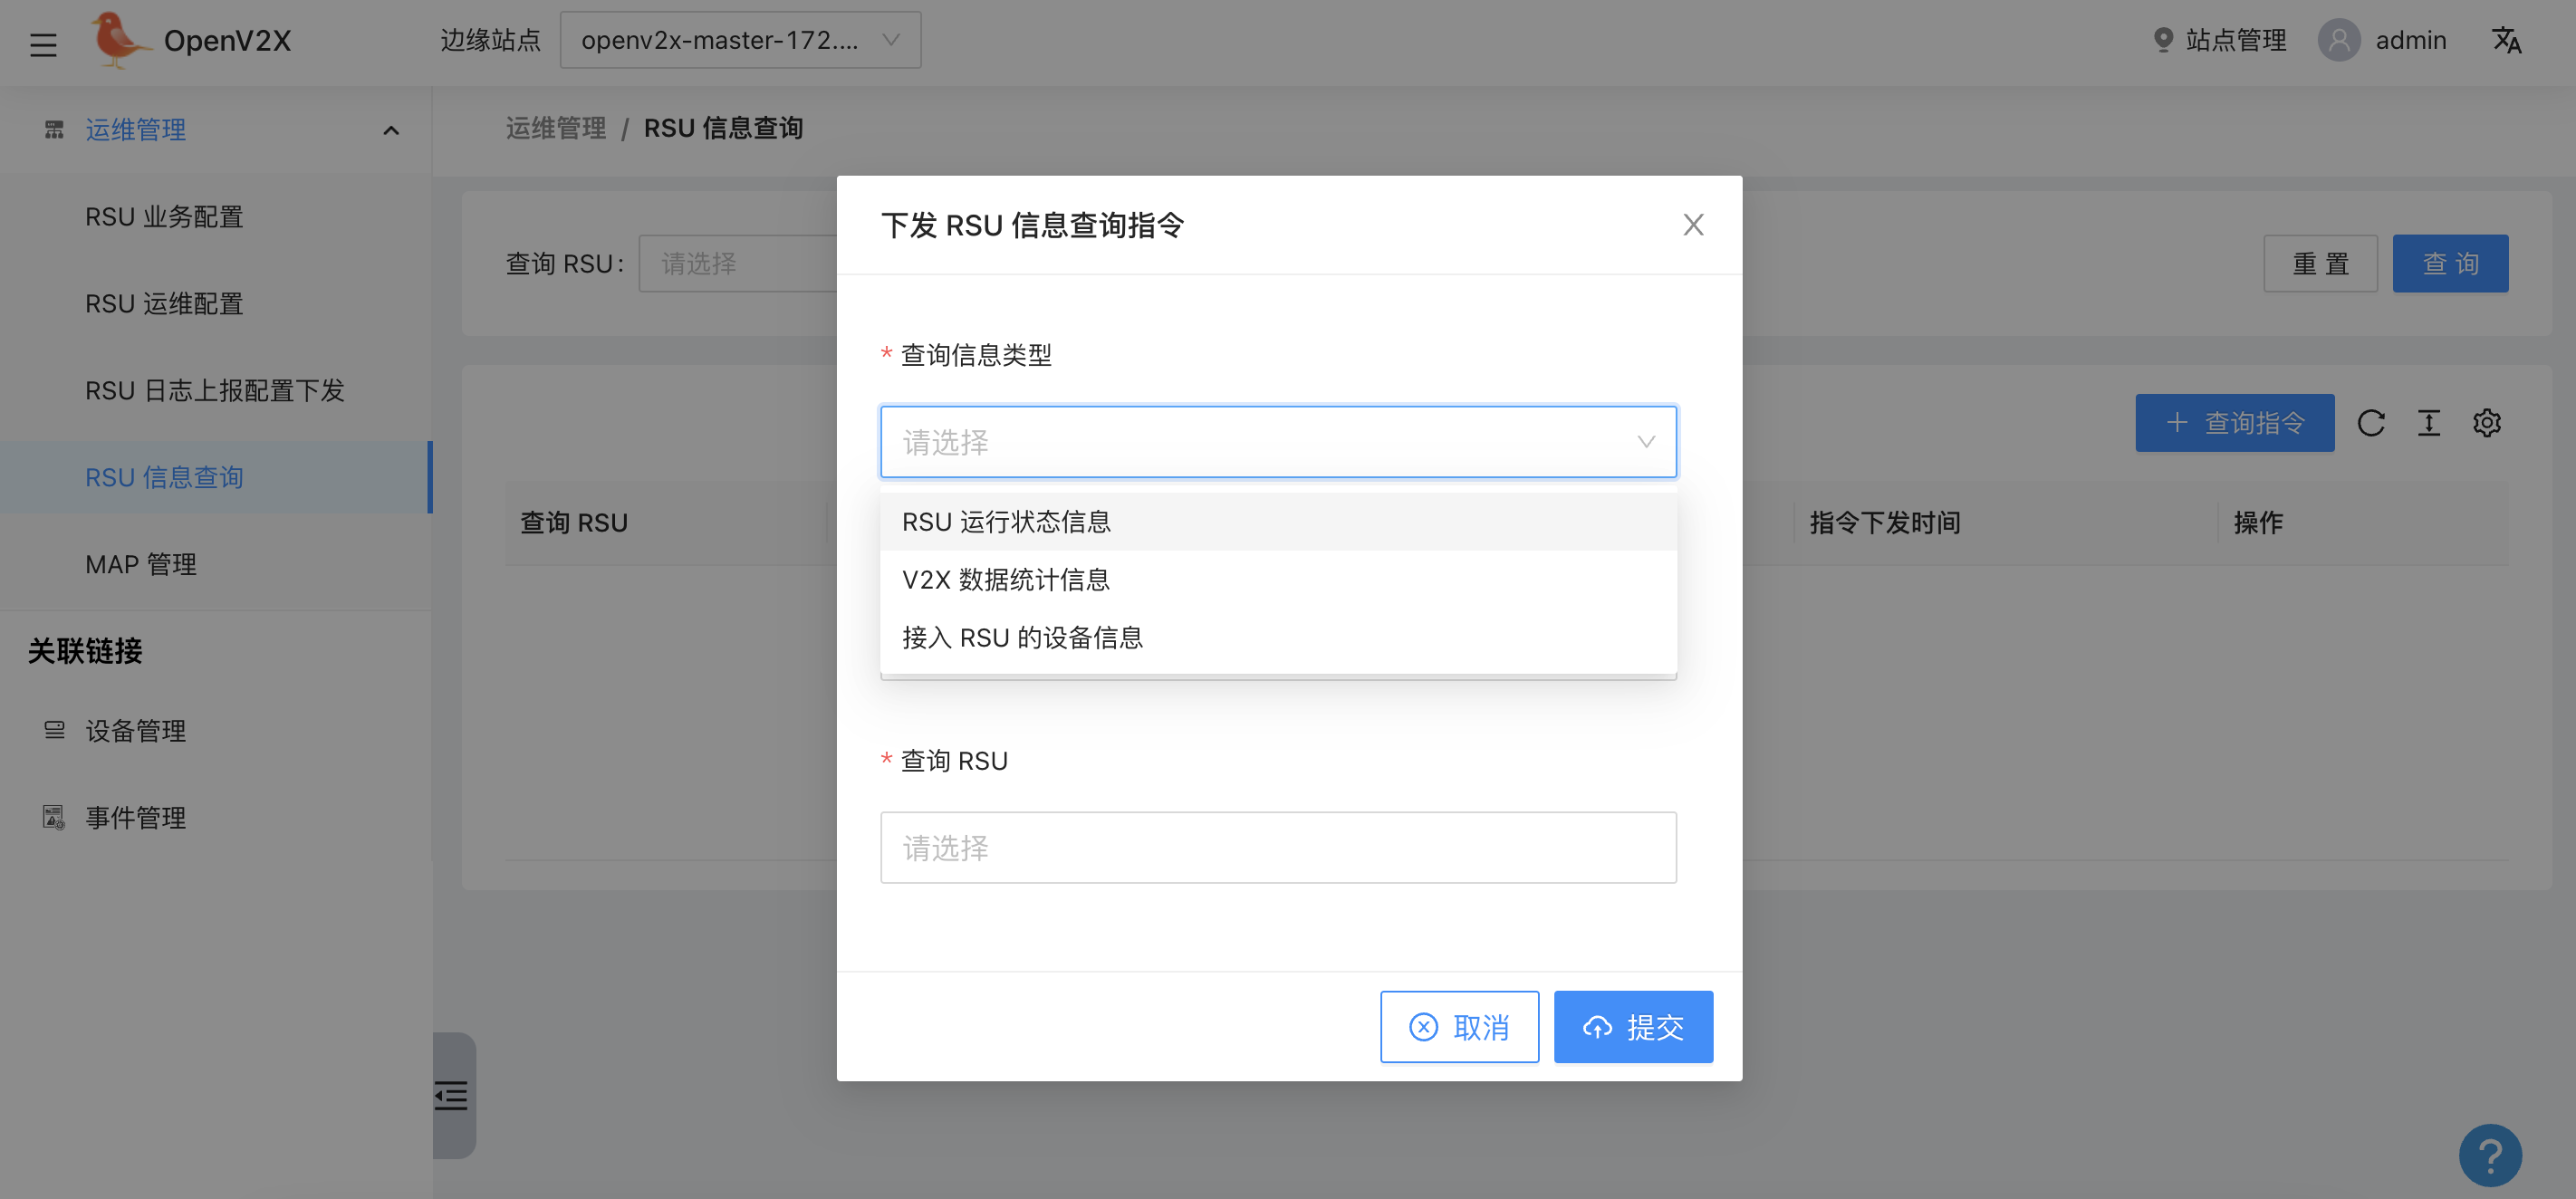 OpenV2X
边缘站点
openv2x-master-172....
站点管理
admin
运维管理
RSU 业务配置
RSU 运维配置
RSU 日志上报配置下发
RSU 信息查询
MAP 管理
关联链接
设备管理
事件管理
运维管理 / RSU 信息查询
查询 RSU:
请选择
重 置
查 询
查询指令
查询 RSU
指令下发时间
操作
下发 RSU 信息查询指令
* 查询信息类型
请选择
RSU 运行状态信息
V2X 数据统计信息
接入 RSU 的设备信息
* 查询 RSU
请选择
取消
提交
?